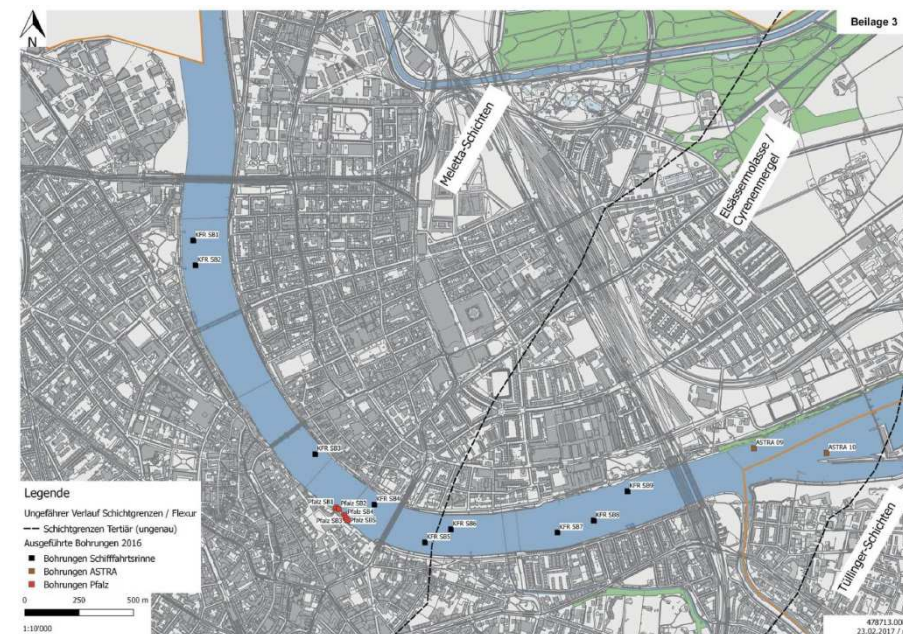 N
Beilage 3
Meletta-Schichten
Elsässermolasse /
Cyrenenmergel
KFR SB1
KFR SB2
KFR SB3
KFR SB4
Pfalz SB1
Pfalz SB2
Pfalz SB4
Pfalz SB3
Pfalz SB5
KFR SB5
KFR SB6
KFR SB7
KFR SB8
KFR SB9
ASTRA 09
ASTRA 10
Tüllinger-Schichten
Legende
Ungefährer Verlauf Schichtgrenzen / Flexur
Schichtgrenzen Tertiär (ungenau)
Ausgeführte Bohrungen 2016
Bohrungen Schifffahrtsrinne
Bohrungen ASTRA
Bohrungen Pfalz
0 250 500 m
1:10'000
23.02.2017 /